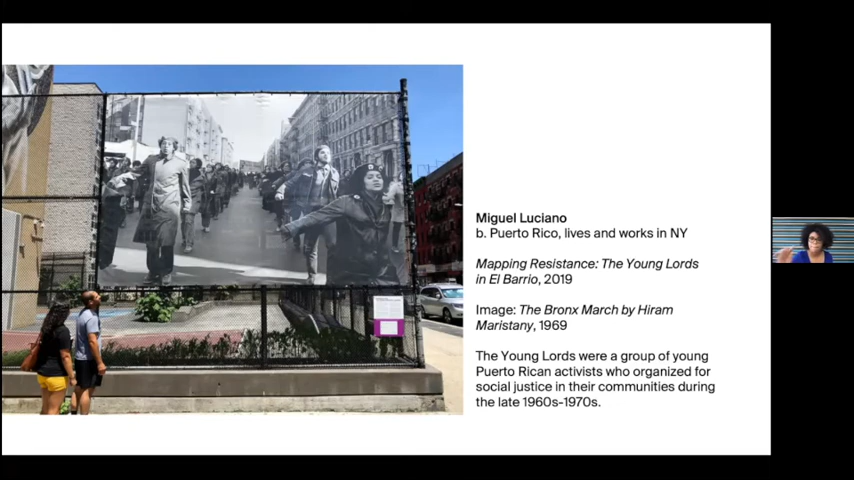 Miguel Luciano
b. Puerto Rico, lives and works in NY
Mapping Resistance: The Young Lords
in El Barrio, 2019
Image: The Bronx March by Hiram
Maristany, 1969
The Young Lords were a group of young
Puerto Rican activists who organized for
social justice in their communities during
the late 1960s-1970s.